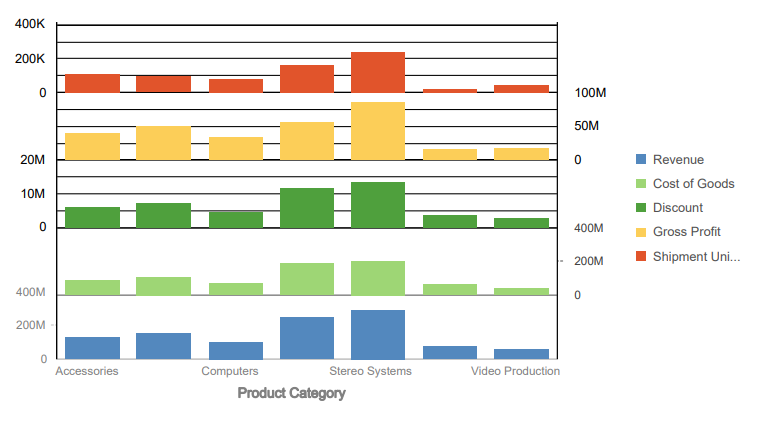 400K
200K
0
100M
50M
0
20M
10M
0
400M
200M
0
400M
200M
0
Accessories
Computers
Stereo Systems
Video Production
Product Category
Revenue
Cost of Goods
Discount
Gross Profit
Shipment Uni...